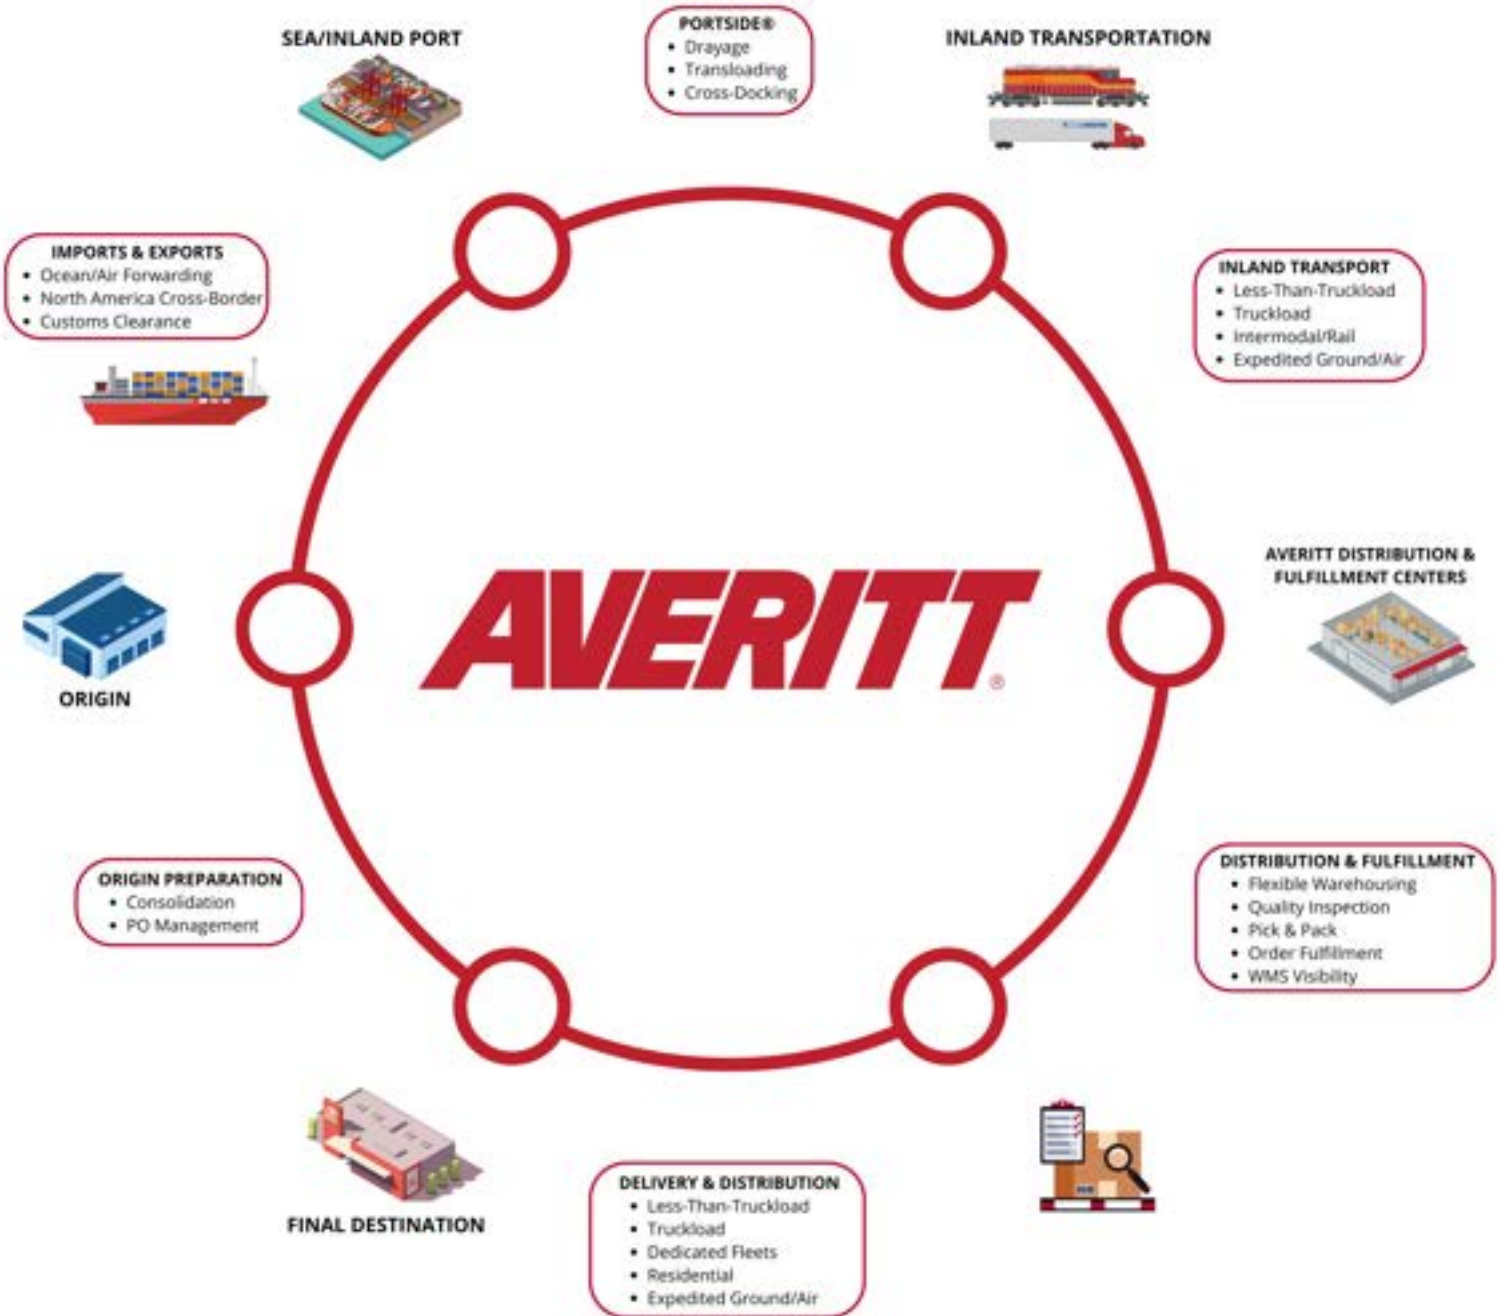 SEA/INLAND PORT
PORTSIDE®
• Drayage
• Transloading
• Cross-Docking
INLAND TRANSPORTATION
IMPORTS & EXPORTS
• Ocean/Air Forwarding
• North America Cross-Border
• Customs Clearance
INLAND TRANSPORT
• Less-Than-Truckload
• Truckload
• Intermodal/Rail
• Expedited Ground/Air
ORIGIN
AVERITT®
AVERITT DISTRIBUTION &
FULFILLMENT CENTERS
ORIGIN PREPARATION
• Consolidation
• PO Management
DISTRIBUTION & FULFILLMENT
• Flexible Warehousing
• Quality Inspection
• Pick & Pack
• Order Fulfillment
• WMS Visibility
FINAL DESTINATION
DELIVERY & DISTRIBUTION
• Less-Than-Truckload
• Truckload
• Dedicated Fleets
• Residential
• Expedited Ground/Air